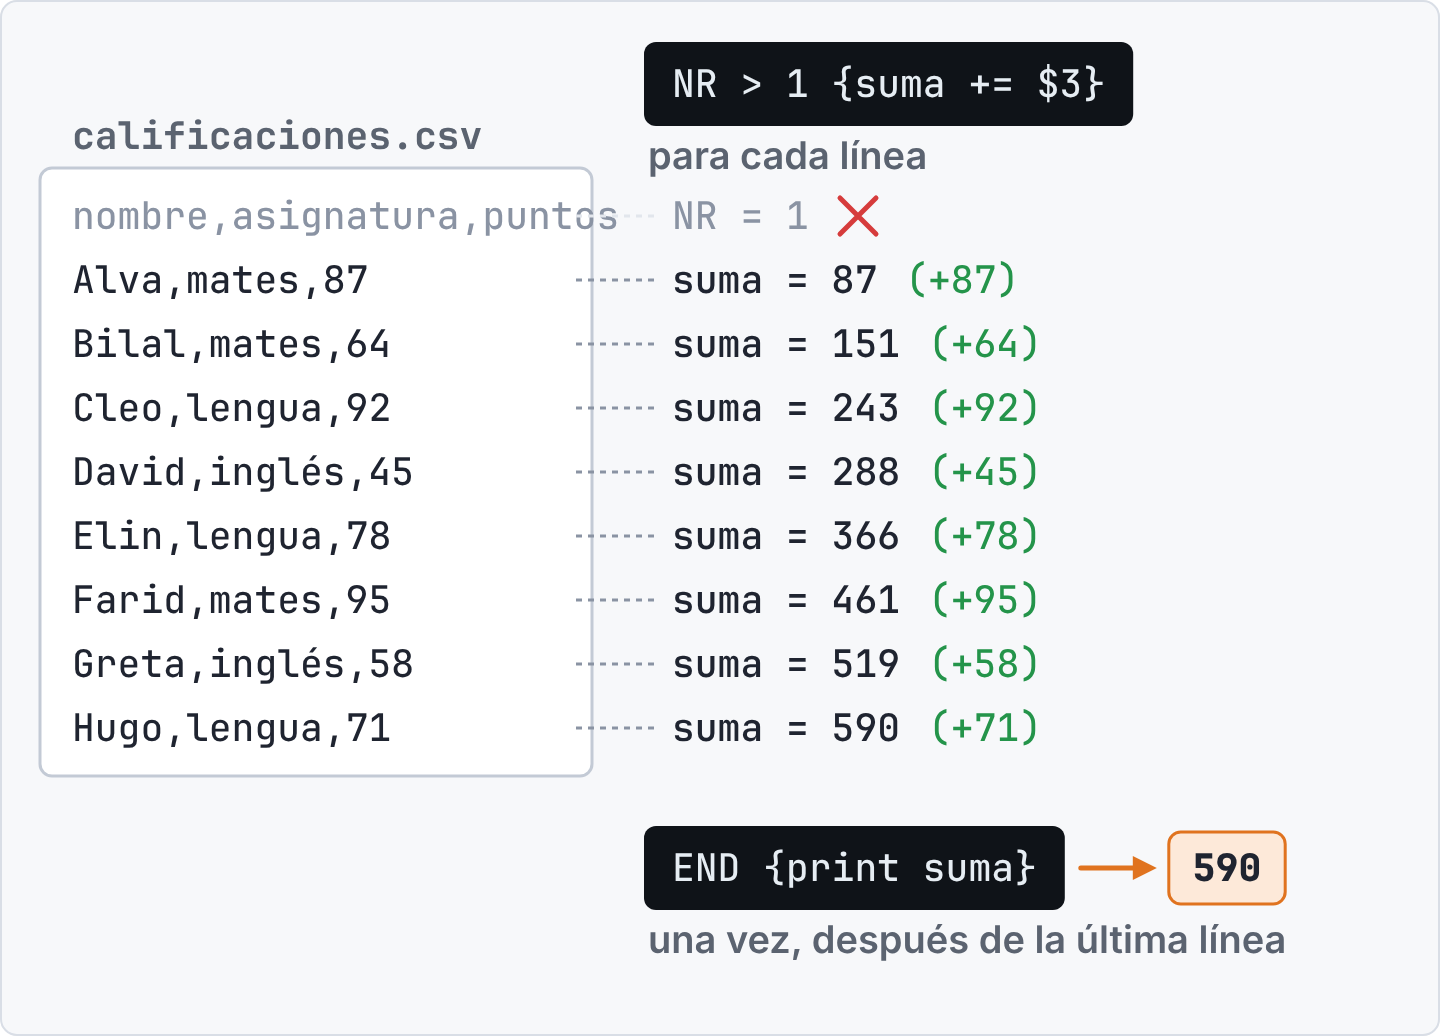 NR > 1 {suma += $3}
para cada línea
calificaciones.csv
nombre,asignatura,puntos NR = 1
Alva,mates,87 suma = 87 (+87)
Bilal,mates,64 suma = 151 (+64)
Cleo,lengua,92 suma = 243 (+92)
David,inglés,45 suma = 288 (+45)
Elin,lengua,78 suma = 366 (+78)
Farid,mates,95 suma = 461 (+95)
Greta,inglés,58 suma = 519 (+58)
Hugo,lengua,71 suma = 590 (+71)
END {print suma} 590
una vez, después de la última línea